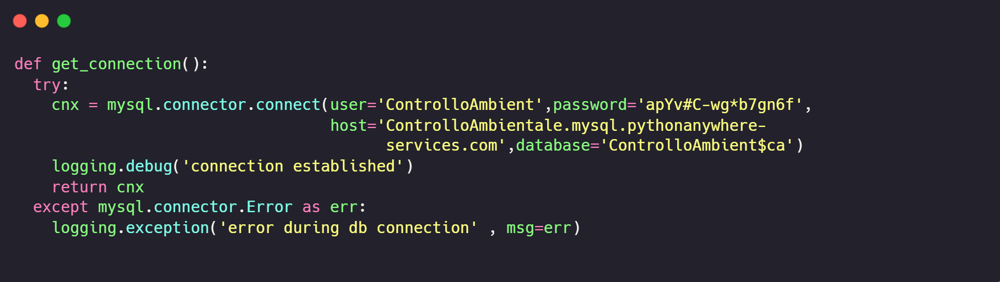 def get_connection():
  try:
    cnx = mysql.connector.connect(user='ControlloAmbient',password='apYv#C-wg*b7gn6f',
                                  host='ControlloAmbientale.mysql.pythonanywhere-
                                        services.com',database='ControlloAmbient$ca')
    logging.debug('connection established')
    return cnx
  except mysql.connector.Error as err:
    logging.exception('error during db connection' , msg=err)